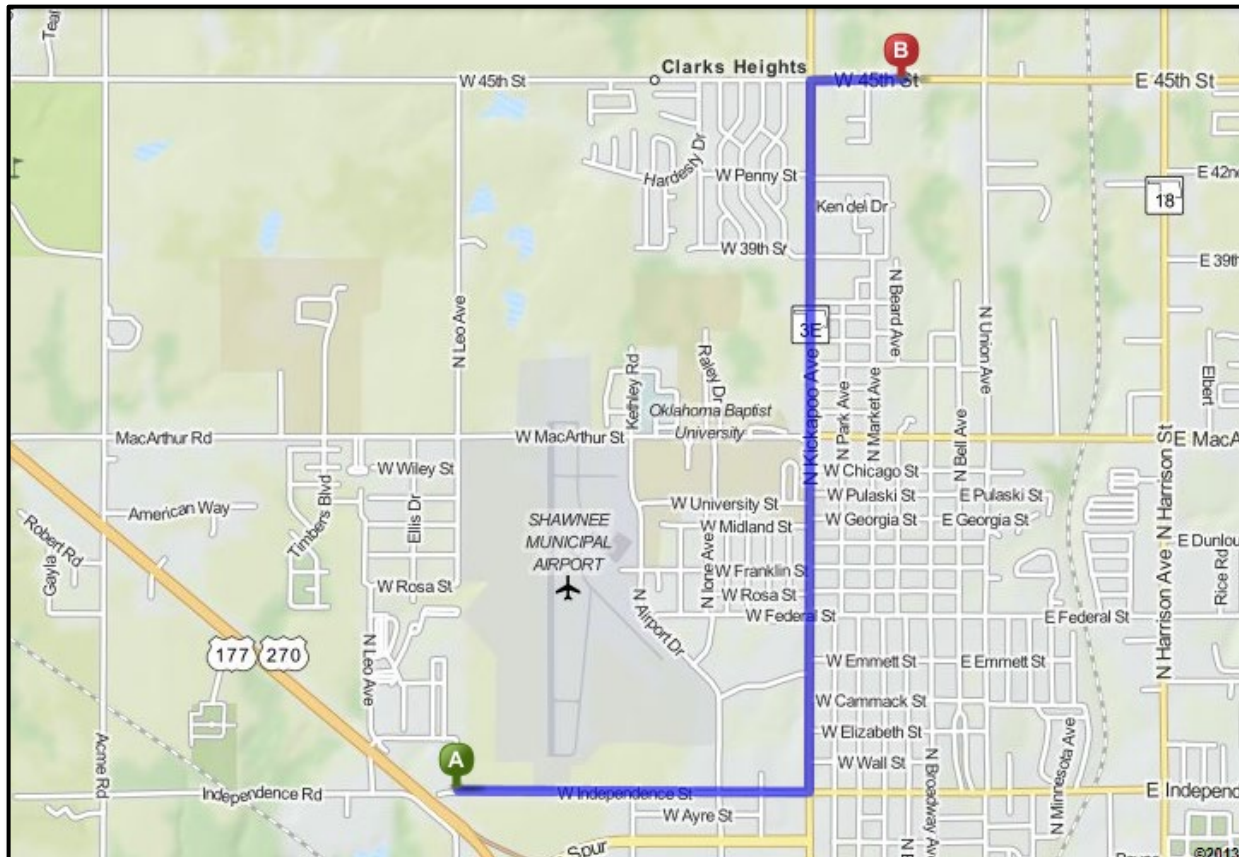 Tear
B
Clarks Heights
W 45th St
W 45th St
E 45th St
Hardesty Dr
W Penny St
E 42n
18
Ken del Dr
W 39th St
E 39th
N Leo Ave
N Beard Ave
N Union Ave
3E
Kethley Rd
Raley Dr
Elbert
N Kickapoo Ave
N Park Ave
N Market Ave
Oklahoma Baptist
University
N Bell Ave
MacArthur Rd
W MacArthur St
E MacA
N Harrison St
W Wiley St
W Chicago St
W Pulaski St
E Pulaski St
American Way
Timbers Blvd
Ellis Dr
W University St
W Georgia St
E Georgia St
SHAWNEE
MUNICIPAL
AIRPORT
W Midland St
Robert Rd
Gayla
E Dunlou
N Ione Ave
W Franklin St
Rice Rd
W Rosa St
W Rosa St
N Airport Dr
W Federal St
E Federal St
N Harrison Ave
177
270
N Leo Ave
W Emmett St
E Emmett St
W Cammack St
W Elizabeth St
Acme Rd
A
W Wall St
N Broadway Ave
N Minnesota Ave
Independence Rd
W Independence St
E Independ
W Ayre St
Spur
©2013